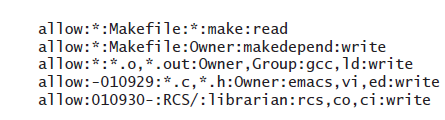 allow:*:Makefile:*:make:read
allow:*:Makefile:Owner:makedepend:write
allow:*:*.o,*.out:Owner,Group:gcc,ld:write
allow:-010929:*.c,*.h:Owner:emacs,vi,ed:write
allow:010930-:RCS/:librarian:rcs,co,ci:write